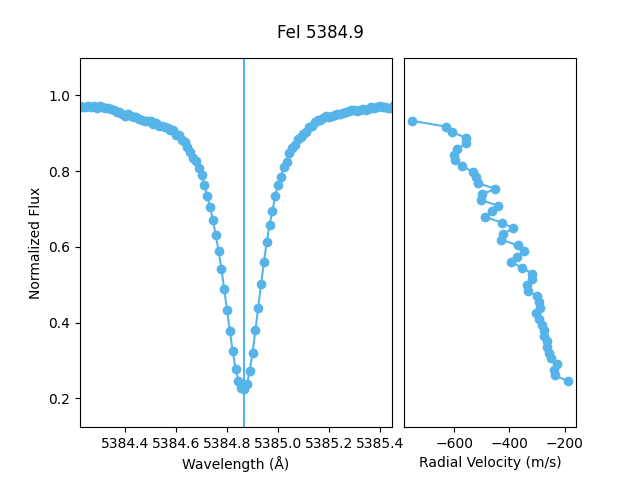 FeI 5384.9
Normalized Flux
1.0
0.8
0.6
0.4
0.2
5384.4 5384.6 5384.8 5385.0 5385.2 5385.4
Wavelength (Å)
−600 −400 −200
Radial Velocity (m/s)